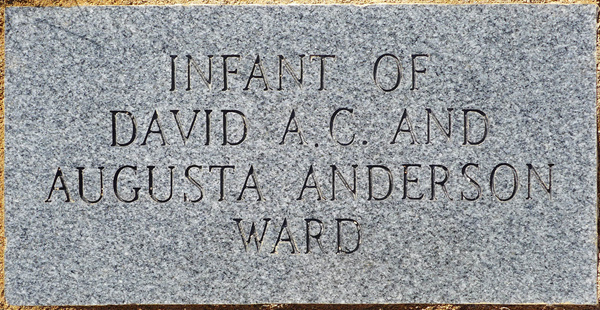 INFANT OF
DAVID A.C. AND
AUGUSTA ANDERSON
WARD